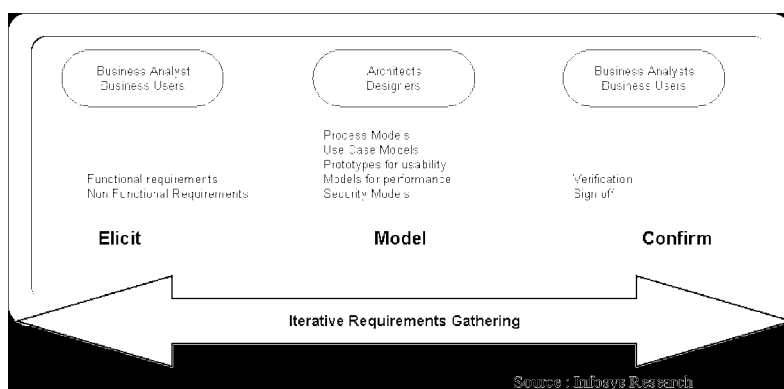 Business Analyst
Business Users
Architects
Designers
Business Analysts
Business Users
Functional requirements
Non Functional Requirements
Process Models
Use Case Models
Prototypes for usability
Models for performance
Security Models
Verification
Sign off
Elicit
Model
Confirm
Iterative Requirements Gathering
Source : Infosys Research